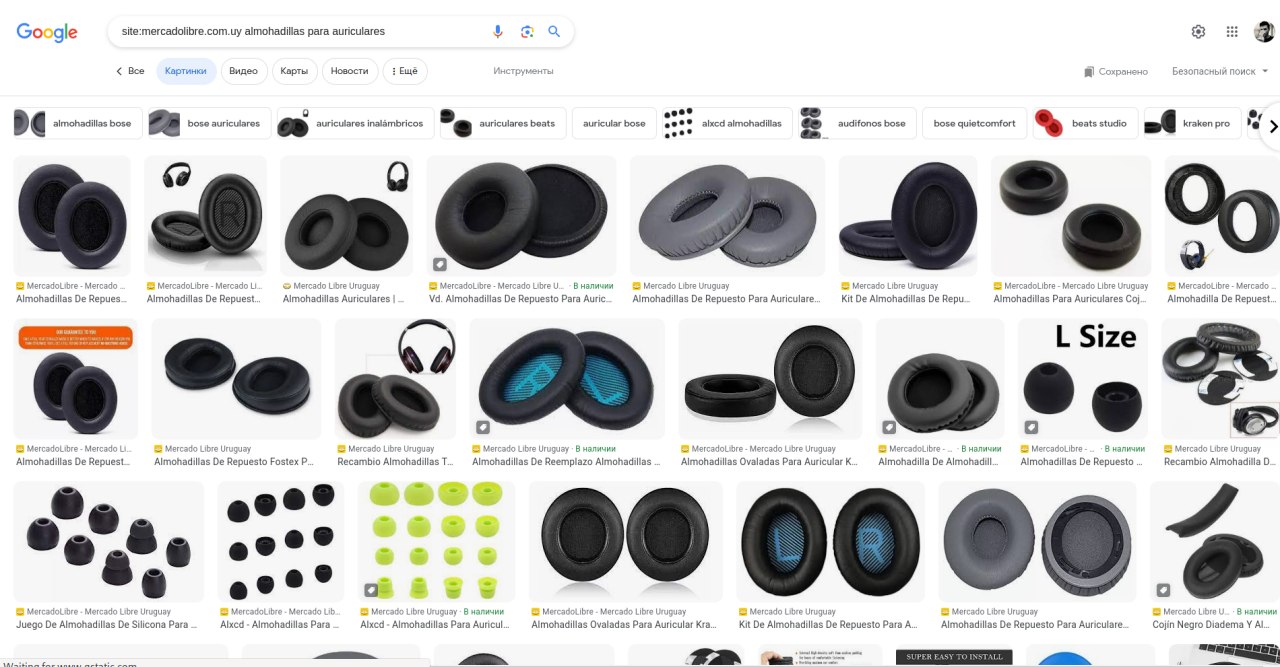 Google
site:mercadolibre.com.uy almohadillas para auriculares
Все
Картинки
Видео
Карты
Новости
Ещё
Инструменты
Сохранено
Безопасный поиск
almohadillas bose
bose auriculares
auriculares inalámbricos
auriculares beats
auricular bose
alxcd almohadillas
audifonos bose
bose quietcomfort
beats studio
kraken pro
R
MercadoLibre - Mercado ...
Almohadillas De Repues...
MercadoLibre - Mercado Li...
Almohadillas De Repuest...
Mercado Libre Uruguay
Almohadillas Auriculares | ...
MercadoLibre - Mercado Libre U... · В наличии
Vd. Almohadillas De Repuesto Para Auric...
Mercado Libre Uruguay
Almohadillas De Repuesto Para Auriculare...
Mercado Libre Uruguay
Kit De Almohadillas De Repu...
MercadoLibre - Mercado Libre Uruguay
Almohadillas Para Auriculares Coj...
MercadoLibre - Mercado ...
Almohadilla De Repuest...
OUR GUARANTEE TO YOU
L Size
MercadoLibre - Mercado Li...
Almohadillas De Repuest...
Mercado Libre Uruguay
Almohadillas De Repuesto Fostex P...
Mercado Libre Uruguay
Recambio Almohadillas T...
Mercado Libre Uruguay · В наличии
Almohadillas De Reemplazo Almohadillas ...
MercadoLibre - Mercado Libre Uruguay
Almohadillas Ovaladas Para Auricular K...
MercadoLibre - ... · В наличии
Almohadilla De Almohadill...
MercadoLibre - ... · В наличии
Almohadillas De Repuesto ...
MercadoLibre - Mercado Li...
Recambio Almohadilla D...
L R
MercadoLibre - Mercado Libre Uruguay
Juego De Almohadillas De Silicona Para ...
MercadoLibre - Mercado Lib...
Alxcd - Almohadillas Para ...
Mercado Libre Uruguay · В наличии
Alxcd - Almohadillas Para Auricul...
MercadoLibre - Mercado Libre Uruguay
Almohadillas Ovaladas Para Auricular Kra...
MercadoLibre - Mercado Libre Uruguay
Kit De Almohadillas De Repuesto Para A...
Mercado Libre Uruguay
Almohadillas De Repuesto Para Auriculare...
Mercado Libre U... · В наличии
Cojín Negro Diadema Y Al...
SUPER EASY TO INSTALL
Waiting for www.gstatic.com